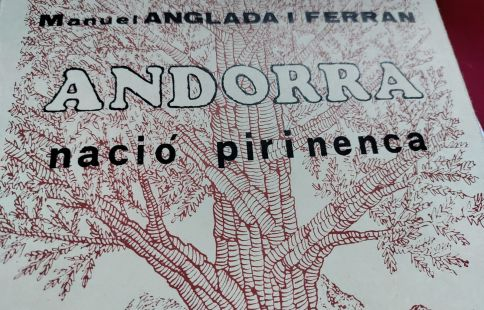 Manuel ANGLADA I FERRAN
ANDORRA
nació pirinenca